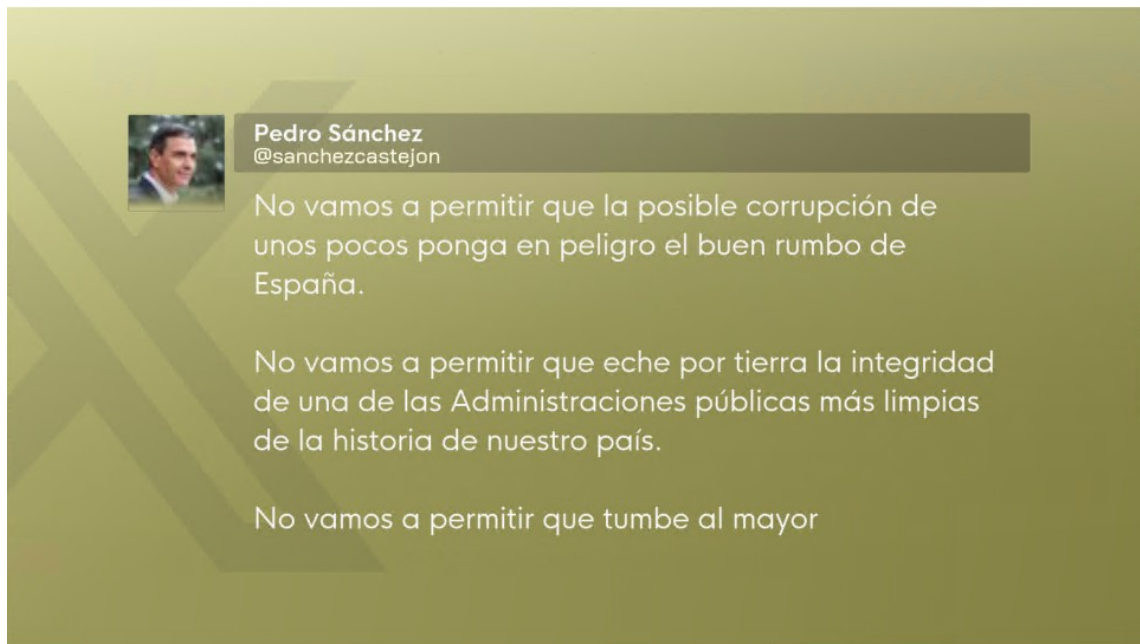 Pedro Sánchez
@sanchezcastejon
No vamos a permitir que la posible corrupción de
unos pocos ponga en peligro el buen rumbo de
España.
No vamos a permitir que eche por tierra la integridad
de una de las Administraciones públicas más limpias
de la historia de nuestro país.
No vamos a permitir que tumbe al mayor